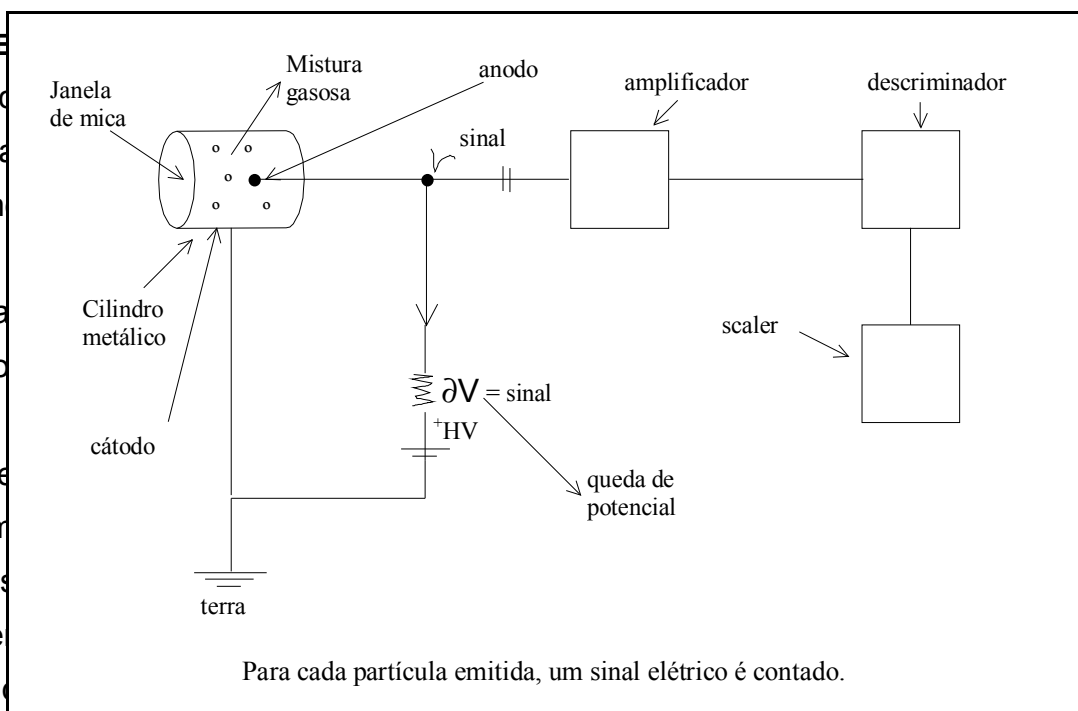 Janela
de mica
Mistura
gasosa
anodo
sinal
amplificador
descriminador
Cilindro
metálico
cátodo
scaler
∂V = sinal
+HV
queda de
potencial
terra
Para cada partícula emitida, um sinal elétrico é contado.